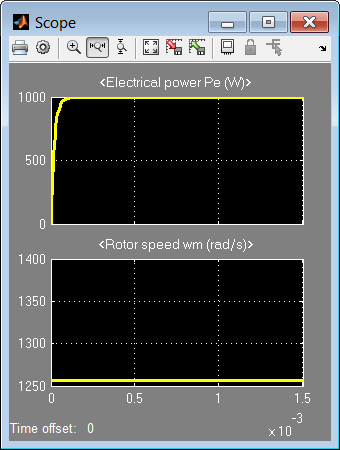 Scope
<Electrical power Pe (W)>
1000
500
0
<Rotor speed wm (rad/s)>
1400
1350
1300
1250
0 0.5 1 1.5
x 10^-3
Time offset: 0